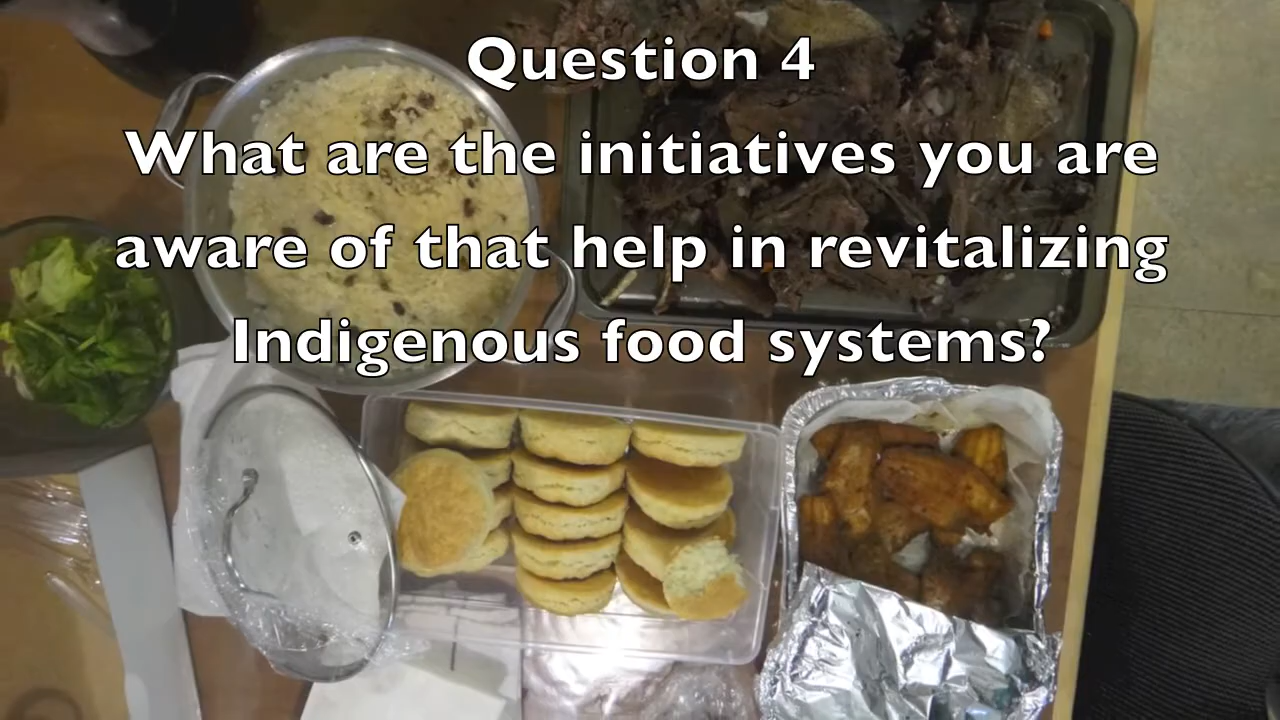 Question 4
What are the initiatives you are
aware of that help in revitalizing
Indigenous food systems?